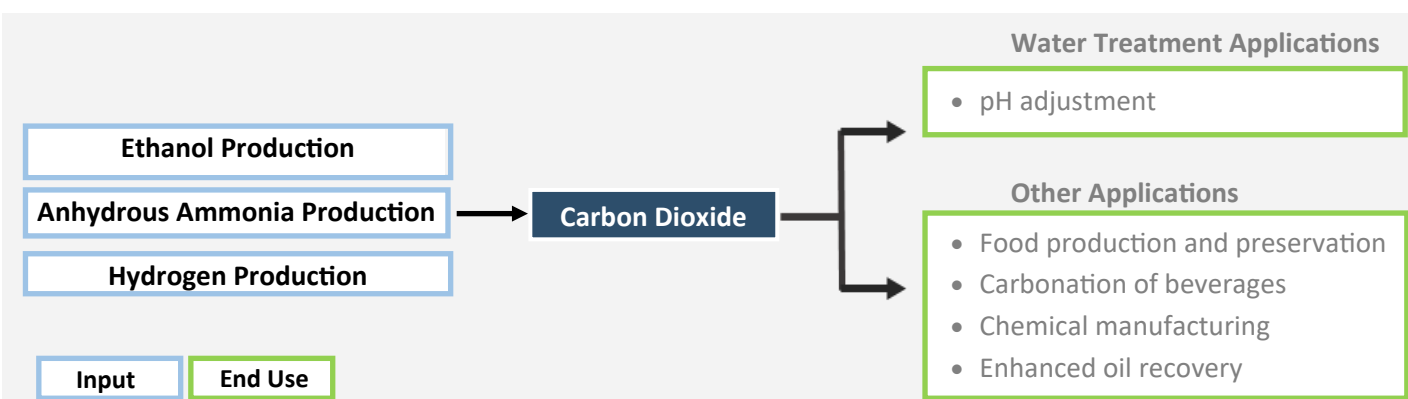 Water Treatment Applications
• pH adjustment
Ethanol Production
Anhydrous Ammonia Production
Hydrogen Production
Carbon Dioxide
Other Applications
• Food production and preservation
• Carbonation of beverages
• Chemical manufacturing
• Enhanced oil recovery
Input
End Use